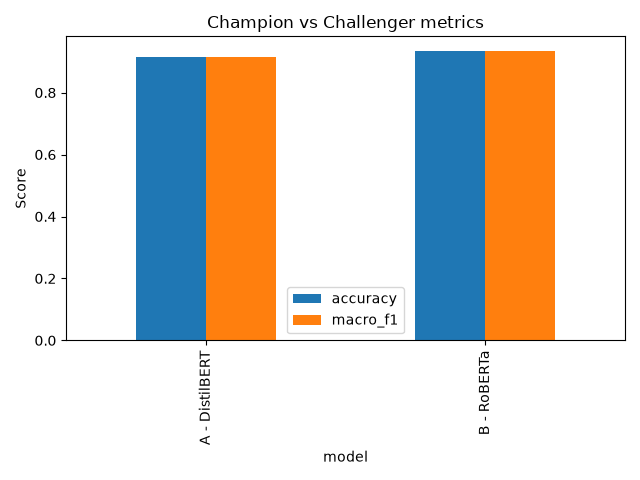 Champion vs Challenger metrics
Score
0.8
0.6
0.4
0.2
0.0
accuracy
macro_f1
A - DistilBERT
B - RoBERTa
model